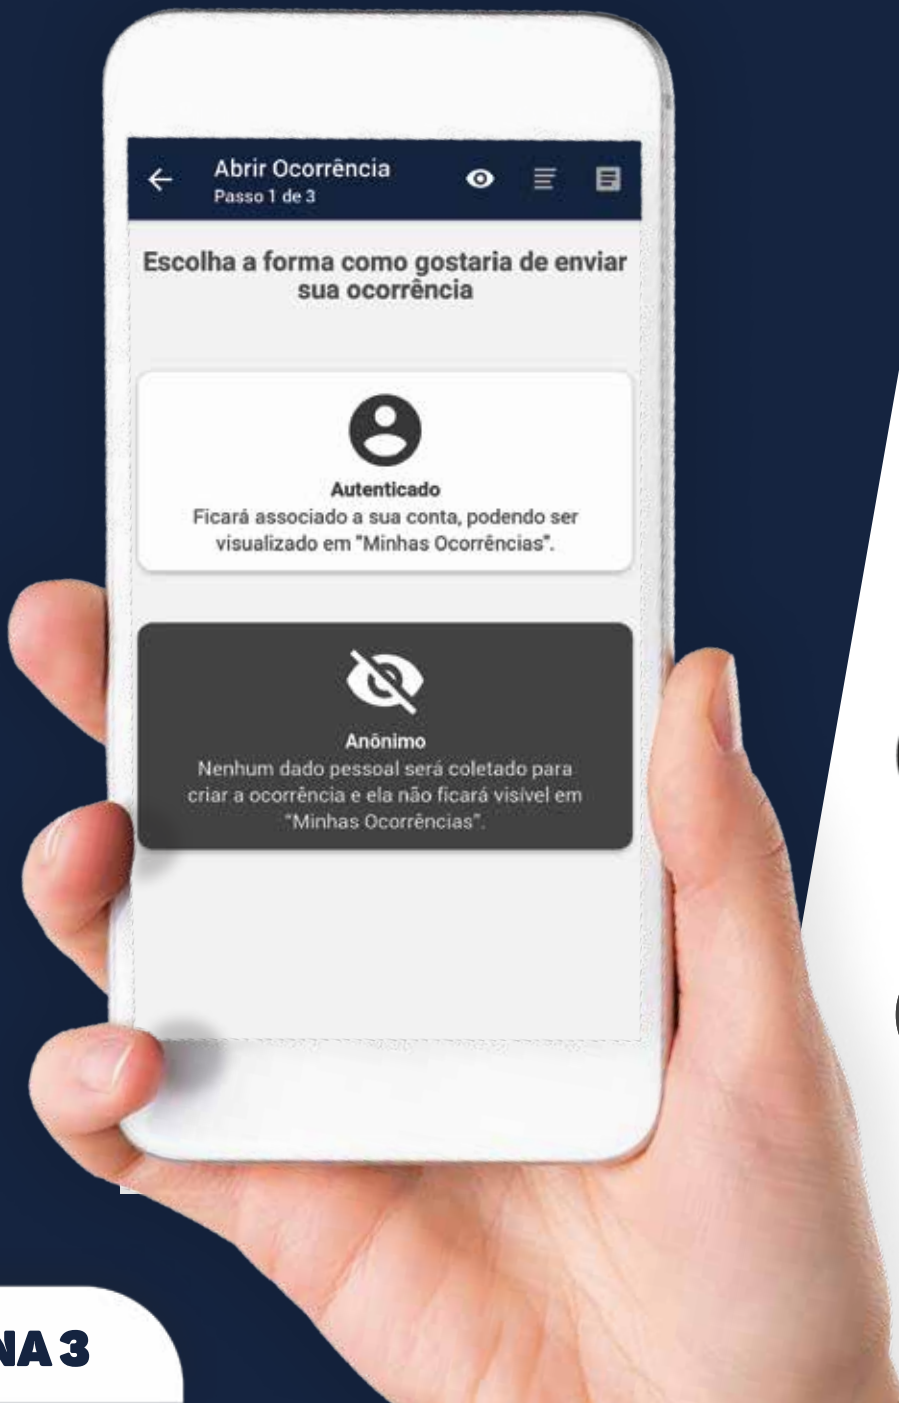 Abrir Ocorrência
Passo 1 de 3
Escolha a forma como gostaria de enviar
sua ocorrência
Autenticado
Ficará associado a sua conta, podendo ser
visualizado em "Minhas Ocorrências".
Anônimo
Nenhum dado pessoal será coletado para
criar a ocorrência e ela não ficará visível em
"Minhas Ocorrências".
NA 3